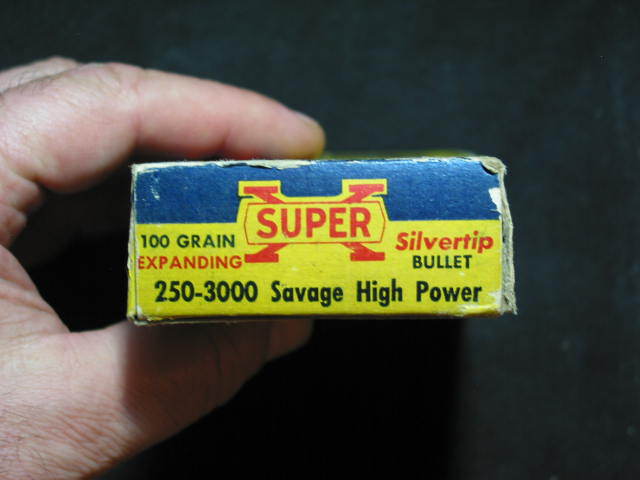 SUPER X
100 GRAIN
EXPANDING
Silvertip
BULLET
250-3000 Savage High Power